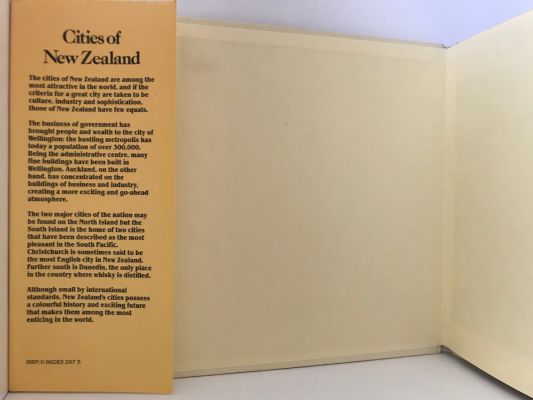 Cities of
New Zealand
The cities of New Zealand are among the
most attractive in the world, and if the
criteria for a great city are taken to be
culture, industry and sophistication,
those of New Zealand have few equals.
The business of government has
brought people and wealth to the city of
Wellington: the bustling metropolis has
today a population of over 300,000.
Being the administrative centre, many
fine buildings have been built in
Wellington. Auckland, on the other
hand, has concentrated on the
buildings of business and industry,
creating a more exciting and go-ahead
atmosphere.
The two major cities of the nation may
be found on the North Island but the
South Island is the home of two cities
that have been described as the most
pleasant in the South Pacific.
Christchurch is sometimes said to be
the most English city in New Zealand.
Further south is Dunedin, the only place
in the country where whisky is distilled.
Although small by international
standards, New Zealand's cities possess
a colourful history and exciting future
that makes them among the most
enticing in the world.
ISBN 0 86283 267 5